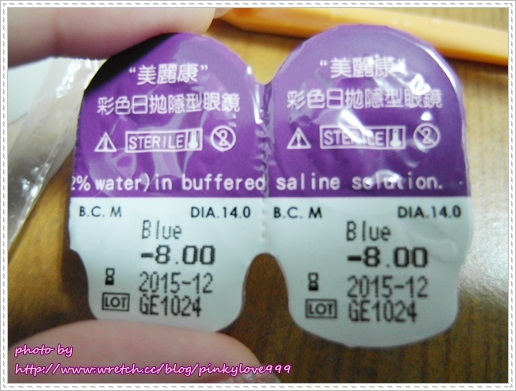 “美麗康”
彩色日拋隱型眼鏡
STERILE
2% water)in buffered
B.C. M DIA.14.0
Blue
-8.00
2015-12
LOT GE1024
“美麗康”
彩色日拋隱型眼鏡
STERILE
saline solution.
B.C. M DIA.14.0
Blue
-8.00
2015-12
LOT GE1024
photo by
http://www.wretch.cc/blog/pinkylove999